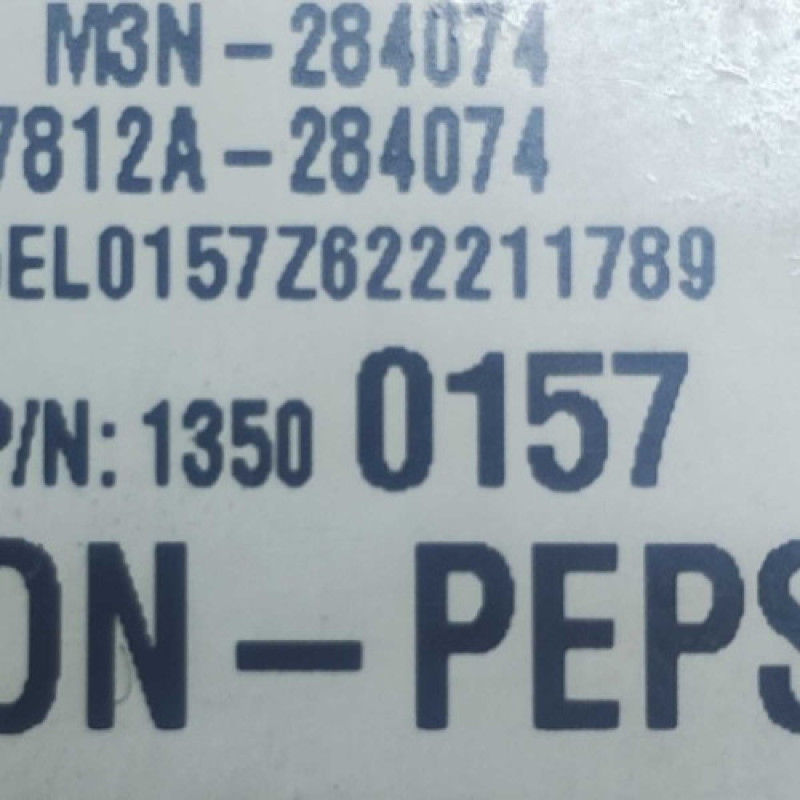 M3N-284074
7812A-284074
EL0157Z622211789
P/N: 1350 0157
ON-PEPS